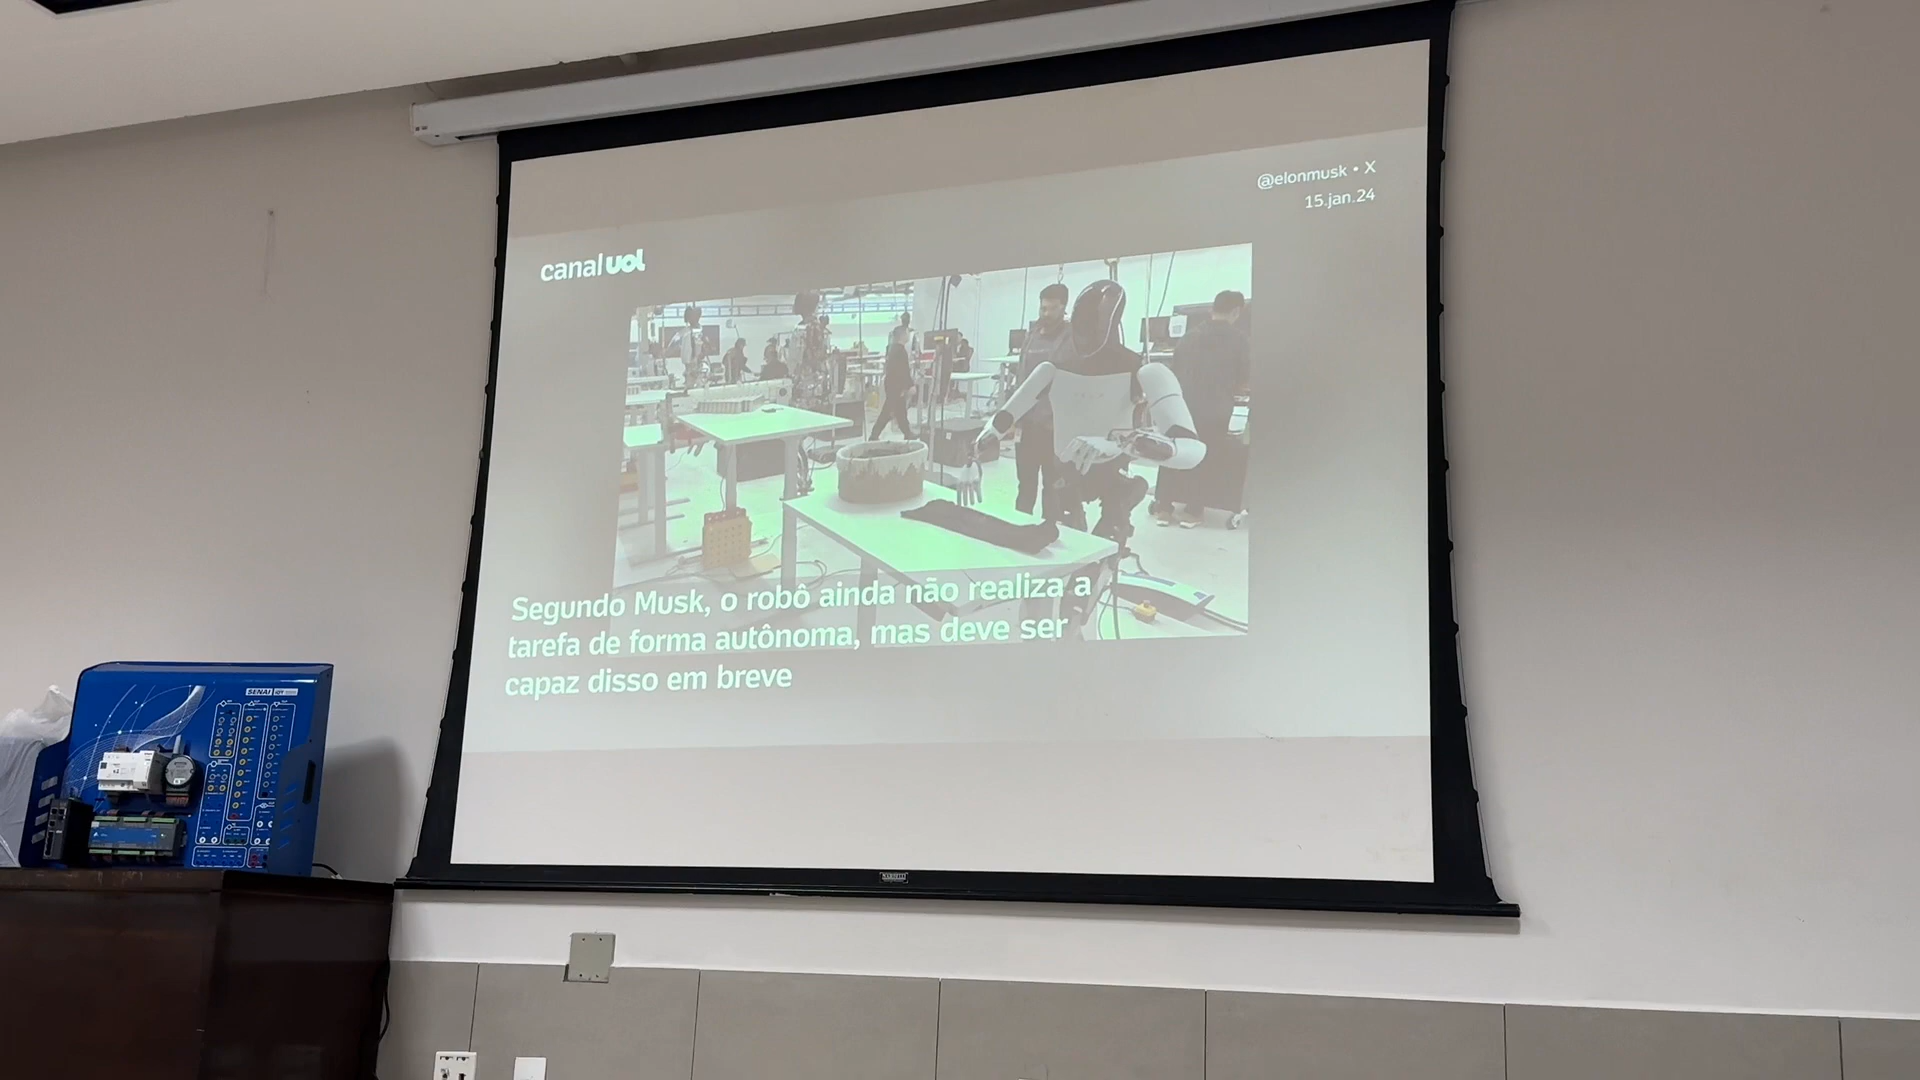 @elonmusk • X
15.jan.24
canal uol
Segundo Musk, o robô ainda não realiza a
tarefa de forma autônoma, mas deve ser
capaz disso em breve
SENAI